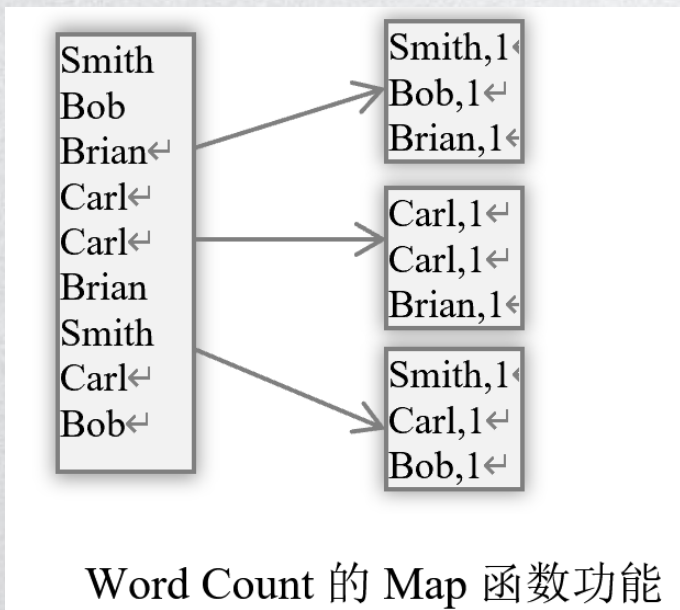 Smith
Bob
Brian↵
Carl↵
Carl↵
Brian
Smith
Carl↵
Bob↵
Smith,1↵
Bob,1↵
Brian,1↵
Carl,1↵
Carl,1↵
Brian,1↵
Smith,1↵
Carl,1↵
Bob,1↵
Word Count 的 Map 函数功能